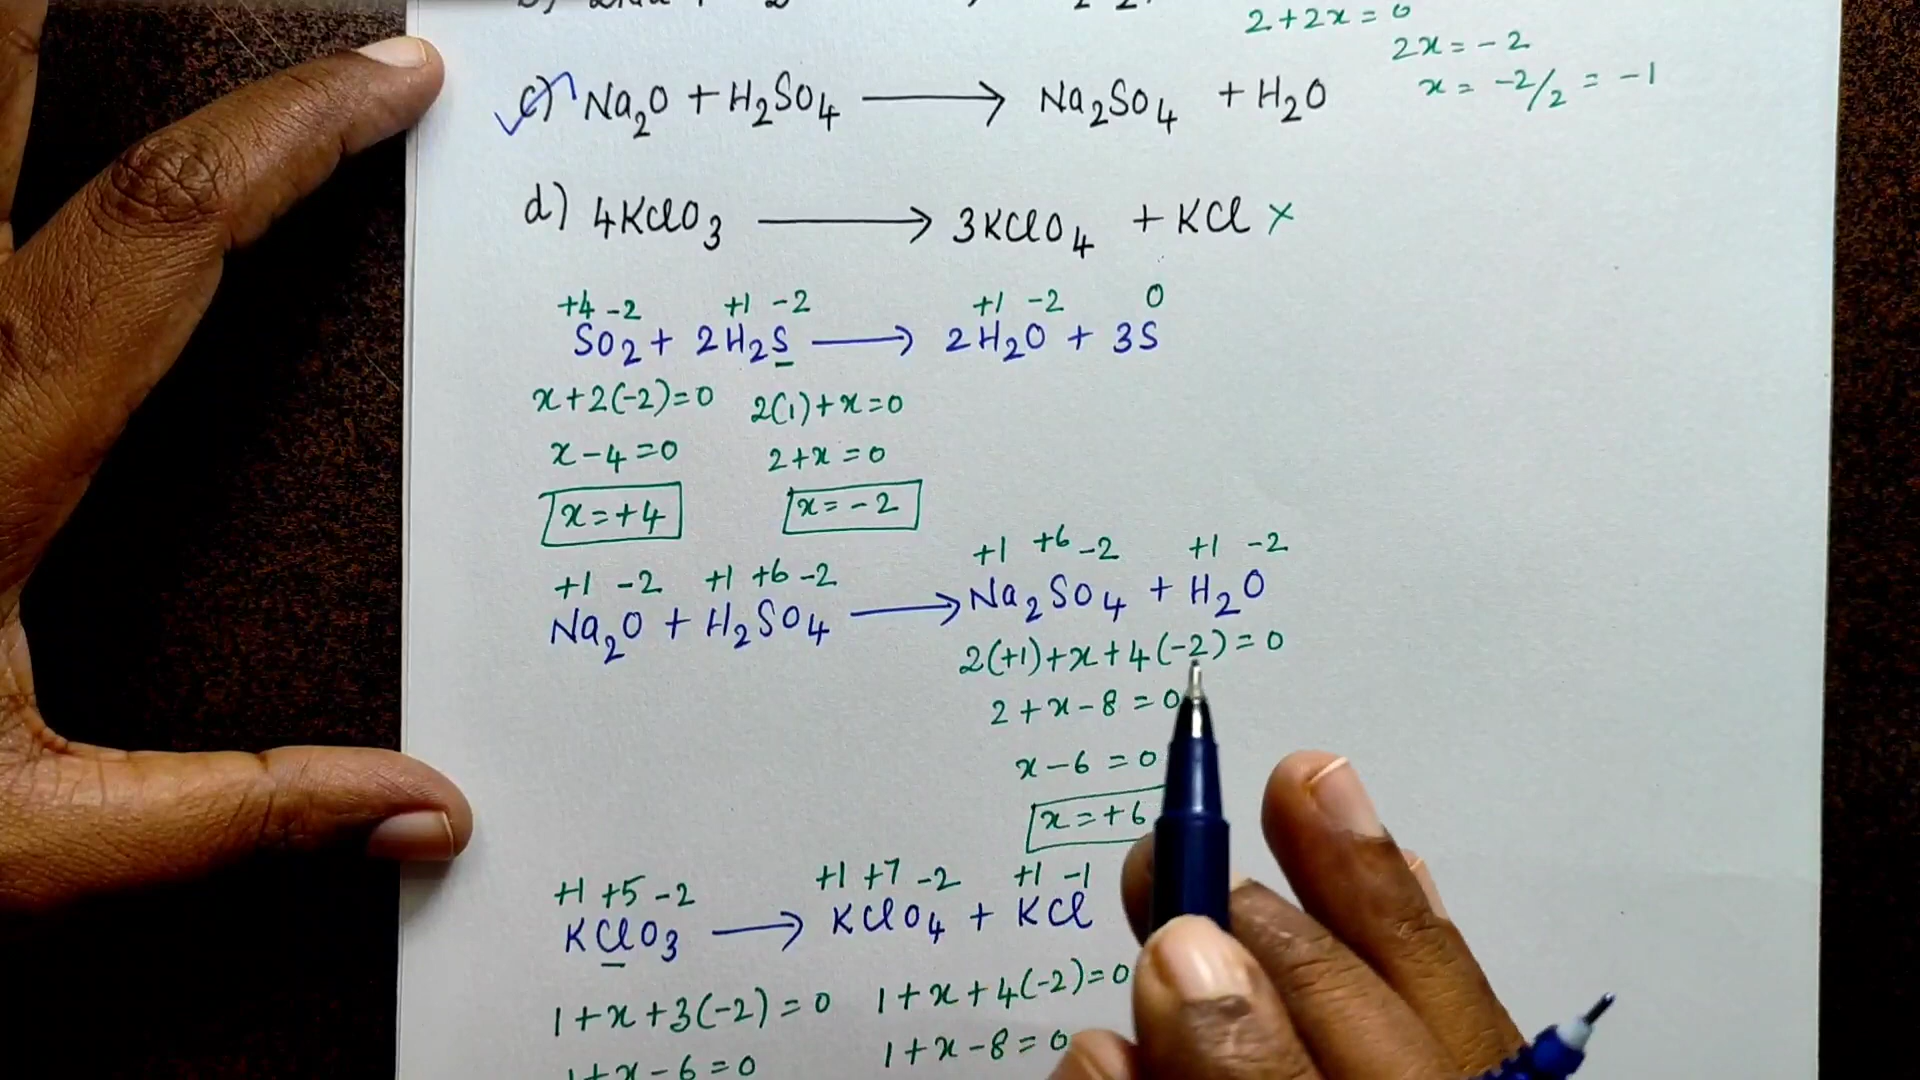 2+2x = 0
2x = -2
x = -2/2 = -1
c) Na₂O + H₂SO₄ ⟶ Na₂SO₄ + H₂O
d) 4KClO₃ ⟶ 3KClO₄ + KCl ×
+4 -2 +1 -2 +1 -2 0
SO₂ + 2H₂S ⟶ 2H₂O + 3S
x+2(-2)=0 2(1)+x=0
x-4=0 2+x=0
x=+4 x=-2
+1 -2 +1 +6 -2 +1 +6 -2 +1 -2
Na₂O + H₂SO₄ ⟶ Na₂SO₄ + H₂O
2(+1)+x+4(-2)=0
2+x-8=0
x-6=0
x=+6
+1 +5 -2 +1 +7 -2 +1 -1
KClO₃ ⟶ KClO₄ + KCl
1+x+3(-2)=0 1+x+4(-2)=0
1+x-6=0 1+x-8=0